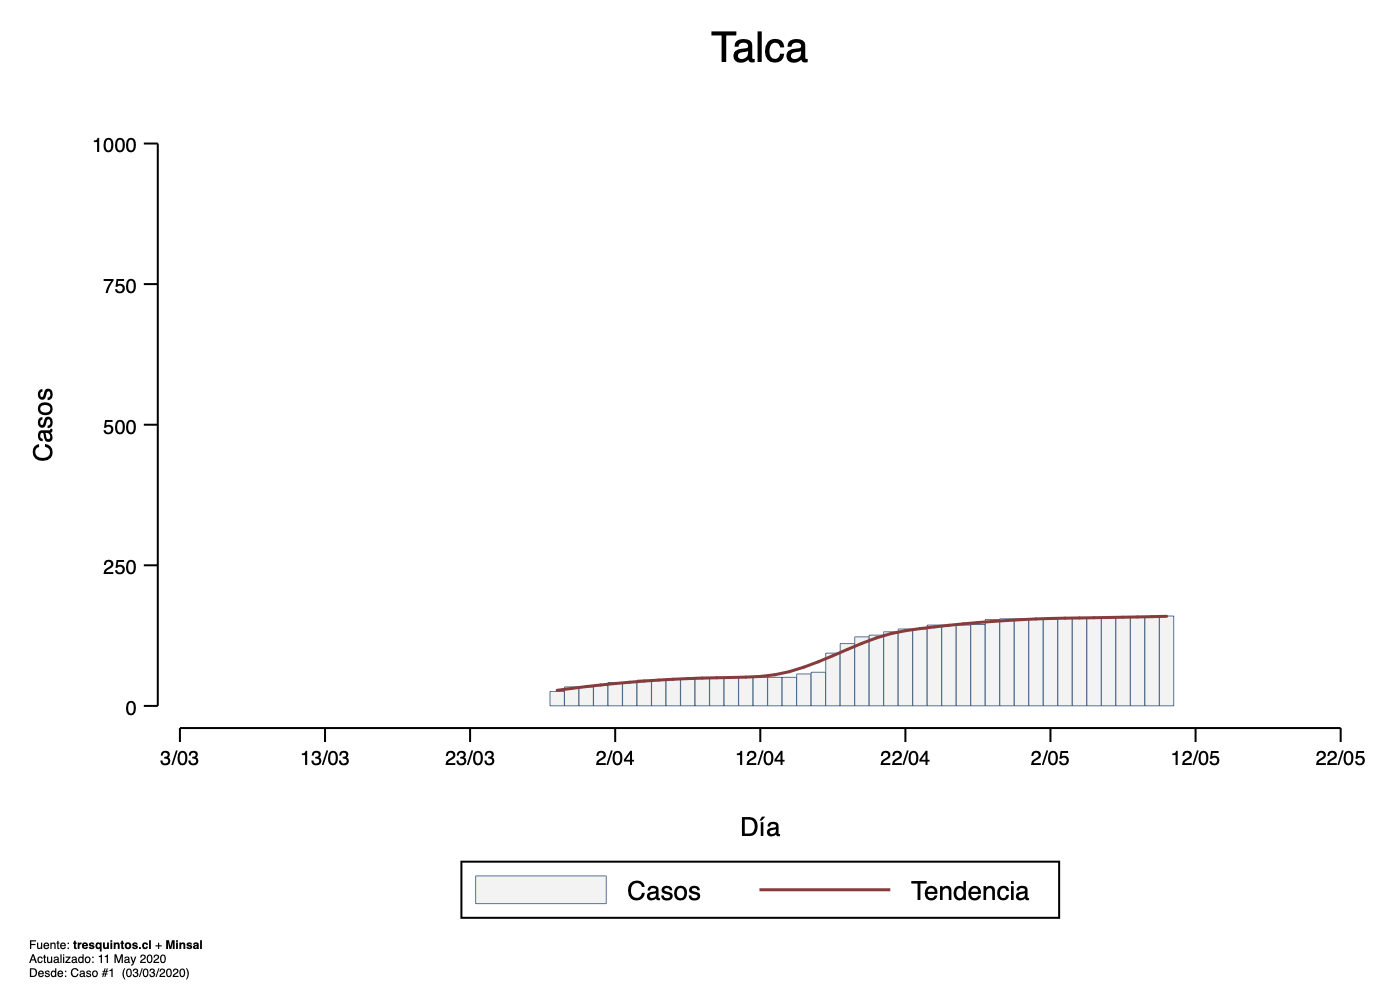 Talca
1000
750
500
250
0
Casos
3/03 13/03 23/03 2/04 12/04 22/04 2/05 12/05 22/05
Día
Casos Tendencia
Fuente: tresquintos.cl + Minsal
Actualizado: 11 May 2020
Desde: Caso #1 (03/03/2020)